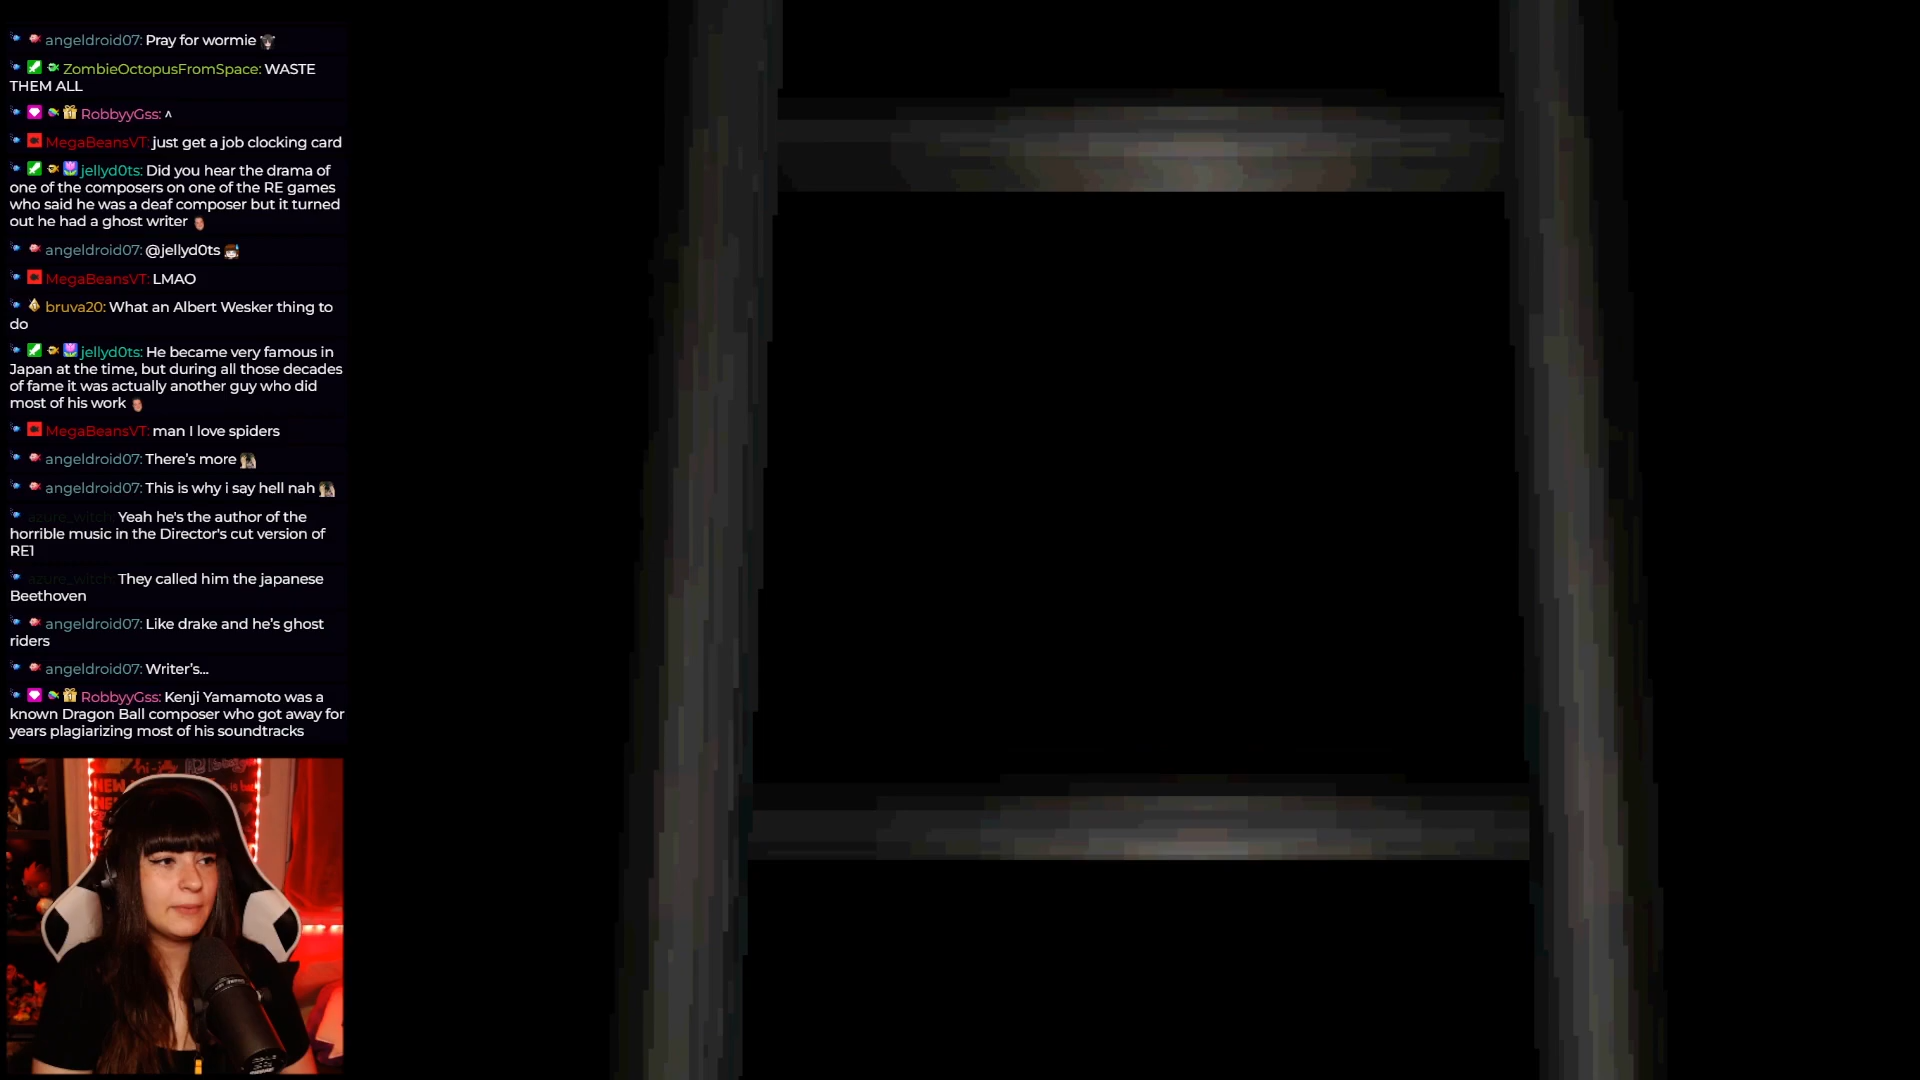 angeldroid07: Pray for wormie
ZombieOctopusFromSpace: WASTE
THEM ALL
RobbyyGss: ^
MegaBeansVT: just get a job clocking card
jellyd0ts: Did you hear the drama of
one of the composers on one of the RE games
who said he was a deaf composer but it turned
out he had a ghost writer
angeldroid07: @jellyd0ts
MegaBeansVT: LMAO
bruva20: What an Albert Wesker thing to
do
jellyd0ts: He became very famous in
Japan at the time, but during all those decades
of fame it was actually another guy who did
most of his work
MegaBeansVT: man I love spiders
angeldroid07: There's more
angeldroid07: This is why i say hell nah
azure_witch: Yeah he's the author of the
horrible music in the Director's cut version of
RE1
azure_witch: They called him the japanese
Beethoven
angeldroid07: Like drake and he's ghost
riders
angeldroid07: Writer's...
RobbyyGss: Kenji Yamamoto was a
known Dragon Ball composer who got away for
years plagiarizing most of his soundtracks